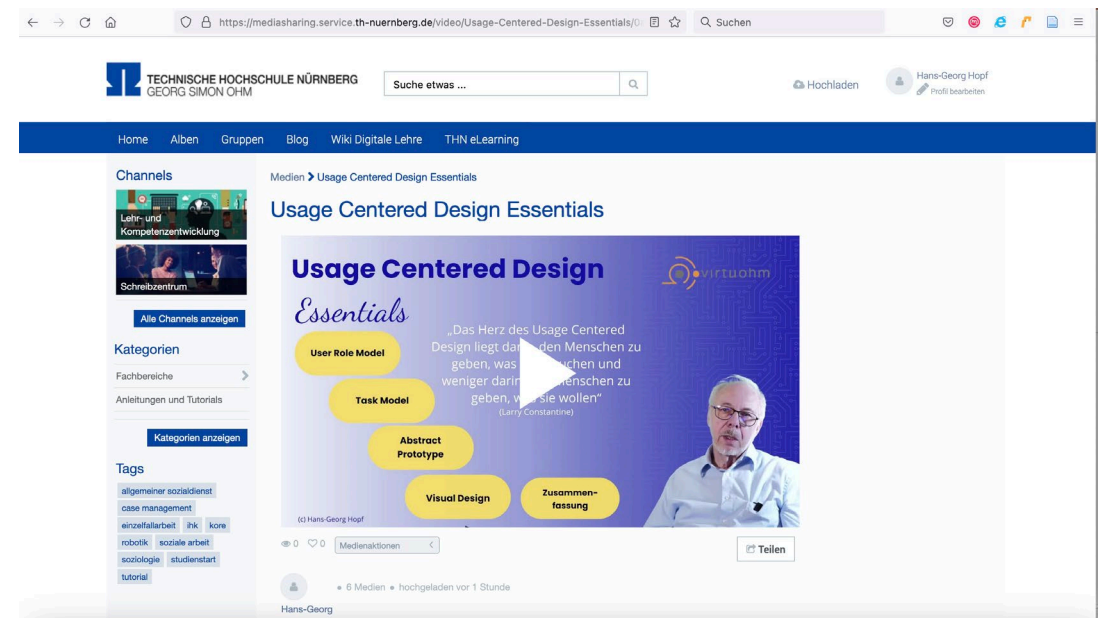 https://mediasharing.service.th-nuernberg.de/video/Usage-Centered-Design-Essentials/0
Suchen
TECHNISCHE HOCHSCHULE NÜRNBERG
GEORG SIMON OHM
Suche etwas ...
Hochladen
Hans-Georg Hopf
Profil bearbeiten
Home Alben Gruppen Blog Wiki Digitale Lehre THN eLearning
Channels
Lehr- und
Kompetenzentwicklung
Schreibzentrum
Alle Channels anzeigen
Kategorien
Fachbereiche
Anleitungen und Tutorials
Kategorien anzeigen
Tags
allgemeiner sozialdienst
case management
einzelfallarbeit ihk kore
robotik soziale arbeit
soziologie studienstart
tutorial
Medien Usage Centered Design Essentials
Usage Centered Design Essentials
Usage Centered Design
virtuohm
Essentials
„Das Herz des Usage Centered
Design liegt den Menschen zu
geben, was und
weniger Menschen zu
geben, sie wollen“
(Larry Constantine)
User Role Model
Task Model
Abstract
Prototype
Visual Design
Zusammen-
fassung
(c) Hans-Georg Hopf
0 0 Medienaktionen
Teilen
• 6 Medien • hochgeladen vor 1 Stunde
Hans-Georg